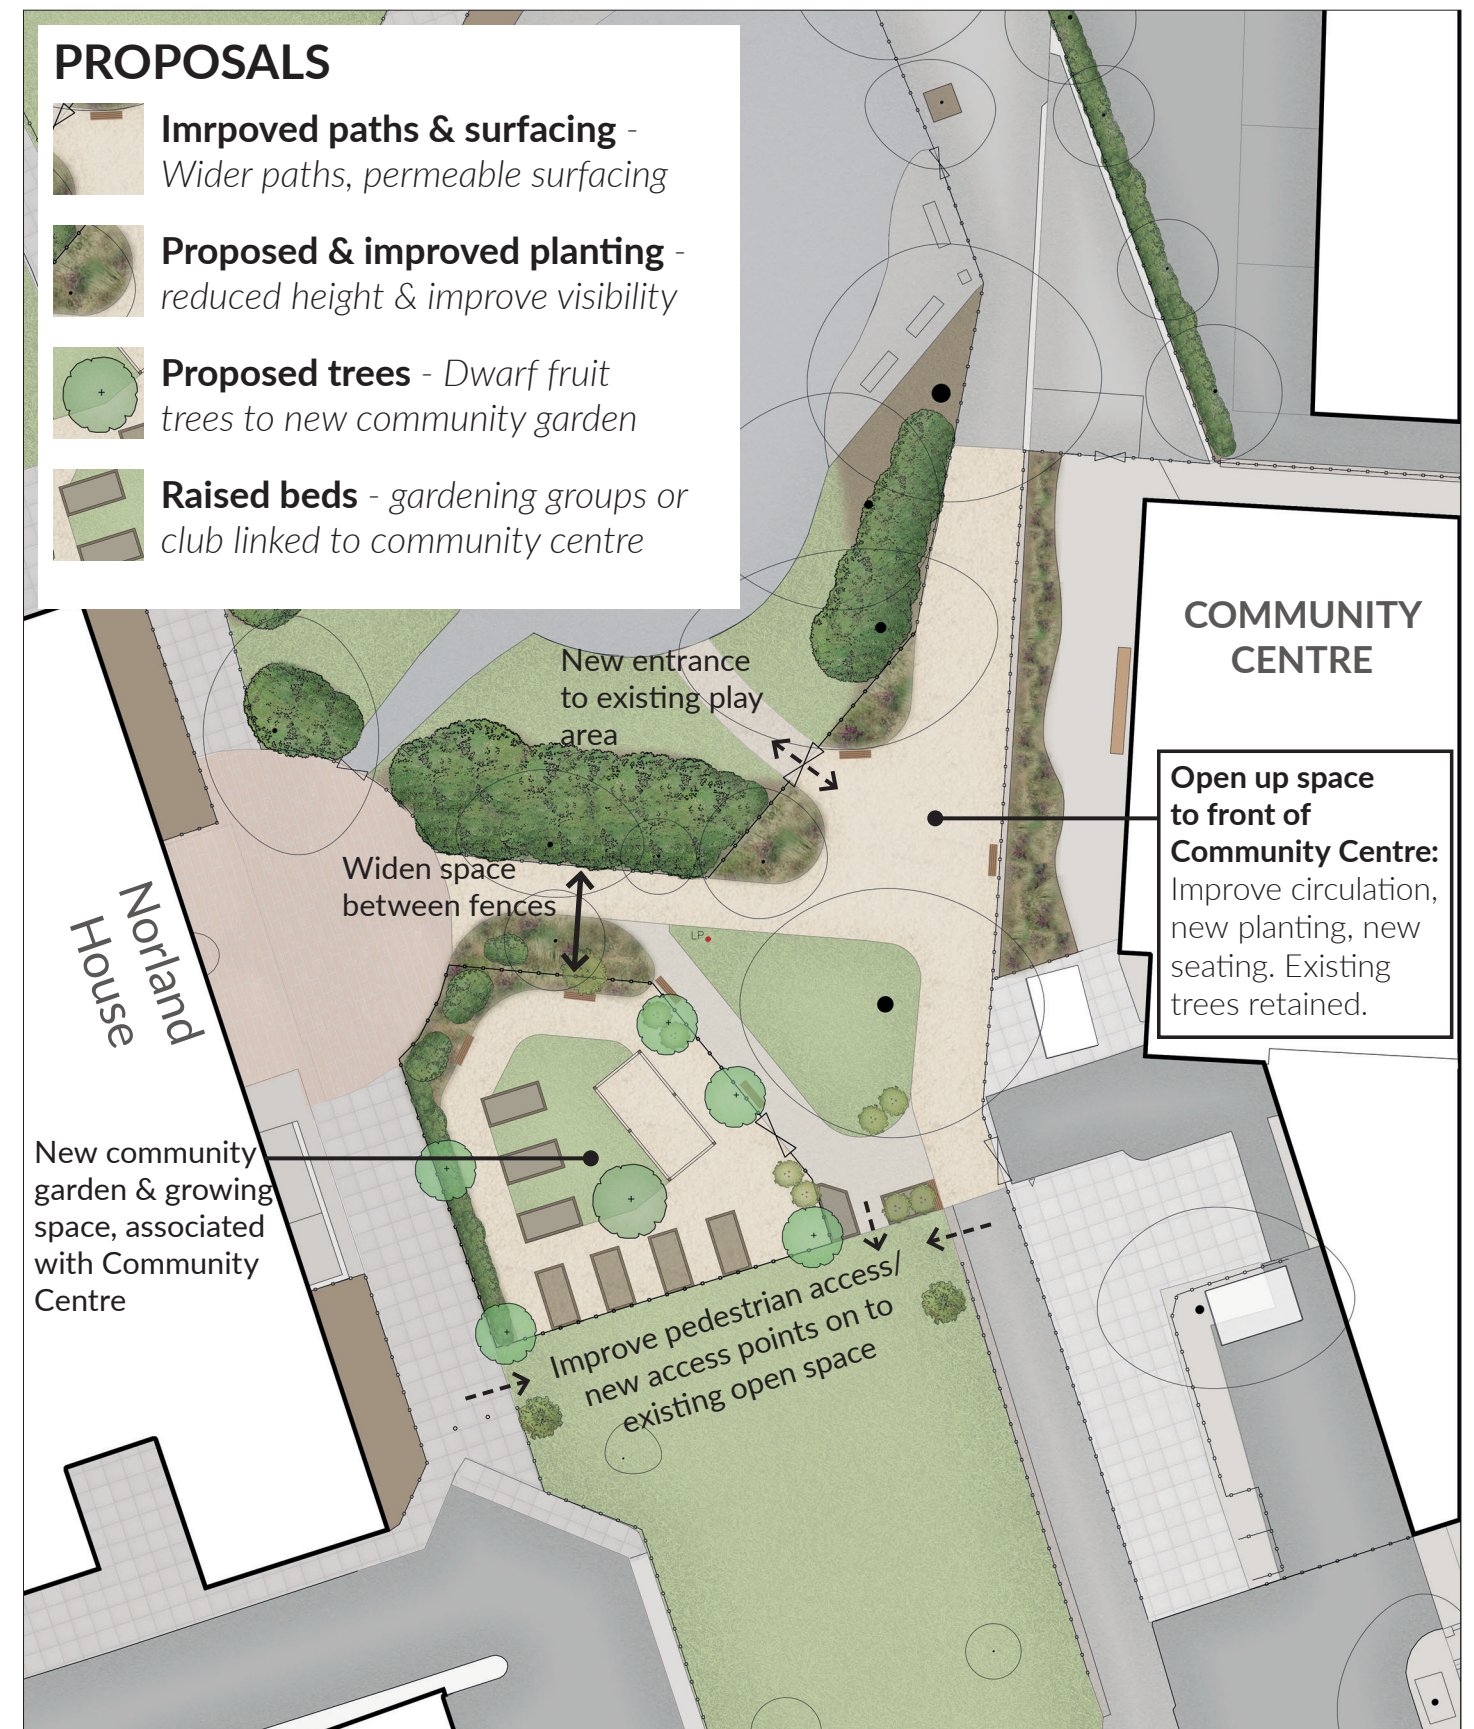 PROPOSALS
Imrpoved paths & surfacing -
Wider paths, permeable surfacing
Proposed & improved planting -
reduced height & improve visibility
Proposed trees - Dwarf fruit
trees to new community garden
Raised beds - gardening groups or
club linked to community centre
COMMUNITY
CENTRE
New entrance
to existing play
area
Open up space
to front of
Community Centre:
Improve circulation,
new planting, new
seating. Existing
trees retained.
Widen space
between fences
LP
Norland
House
New community
garden & growing
space, associated
with Community
Centre
Improve pedestrian access/
new access points on to
existing open space